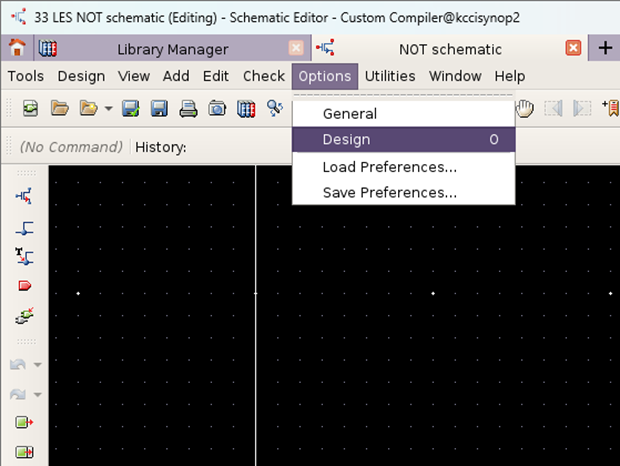 33 LES NOT schematic (Editing) - Schematic Editor - Custom Compiler@kccisynop2
Library Manager
NOT schematic
Tools Design View Add Edit Check Options Utilities Window Help
General
Design O
(No Command) History:
Load Preferences...
Save Preferences...
T